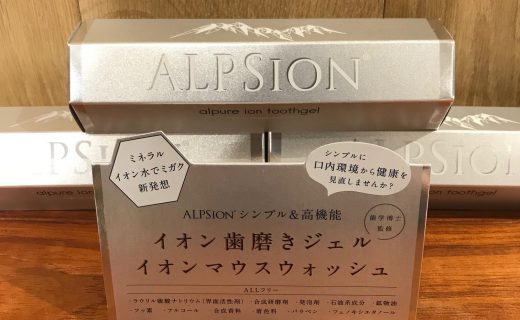 ALPSION
alpure ion toothgel
ALPSION
alpure ion toothgel
ミネラル
イオン水でミガク
新発想
シンプルに
口内環境から健康を
見直しませんか?
ALPSION シンプル&高機能
歯学博士
監修
イオン歯磨きジェル
イオンマウスウォッシュ
ALLフリー
・ラウリル硫酸ナトリウム(界面活性剤) ・合成研磨剤 ・発泡剤 ・石油系成分 ・鉱物油
・フッ素 ・アルコール ・合成香料 ・着色料 ・パラベン ・フェノキシエタノール